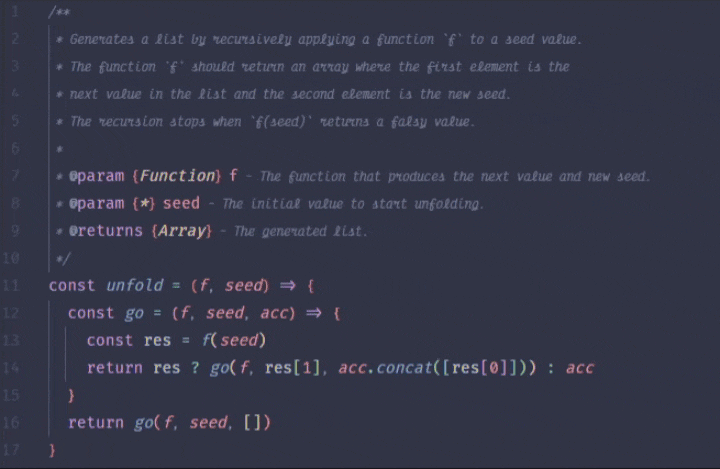 1 /**
2 * Generates a list by recursively applying a function `f` to a seed value.
3 * The function `f` should return an array where the first element is the
4 * next value in the list and the second element is the new seed.
5 * The recursion stops when `f(seed)` returns a falsy value.
6 *
7 * @param {Function} f - The function that produces the next value and new seed.
8 * @param {*} seed - The initial value to start unfolding.
9 * @returns {Array} - The generated list.
10 */
11 const unfold = (f, seed) => {
12 const go = (f, seed, acc) => {
13 const res = f(seed)
14 return res ? go(f, res[1], acc.concat([res[0]])) : acc
15 }
16 return go(f, seed, [])
17 }